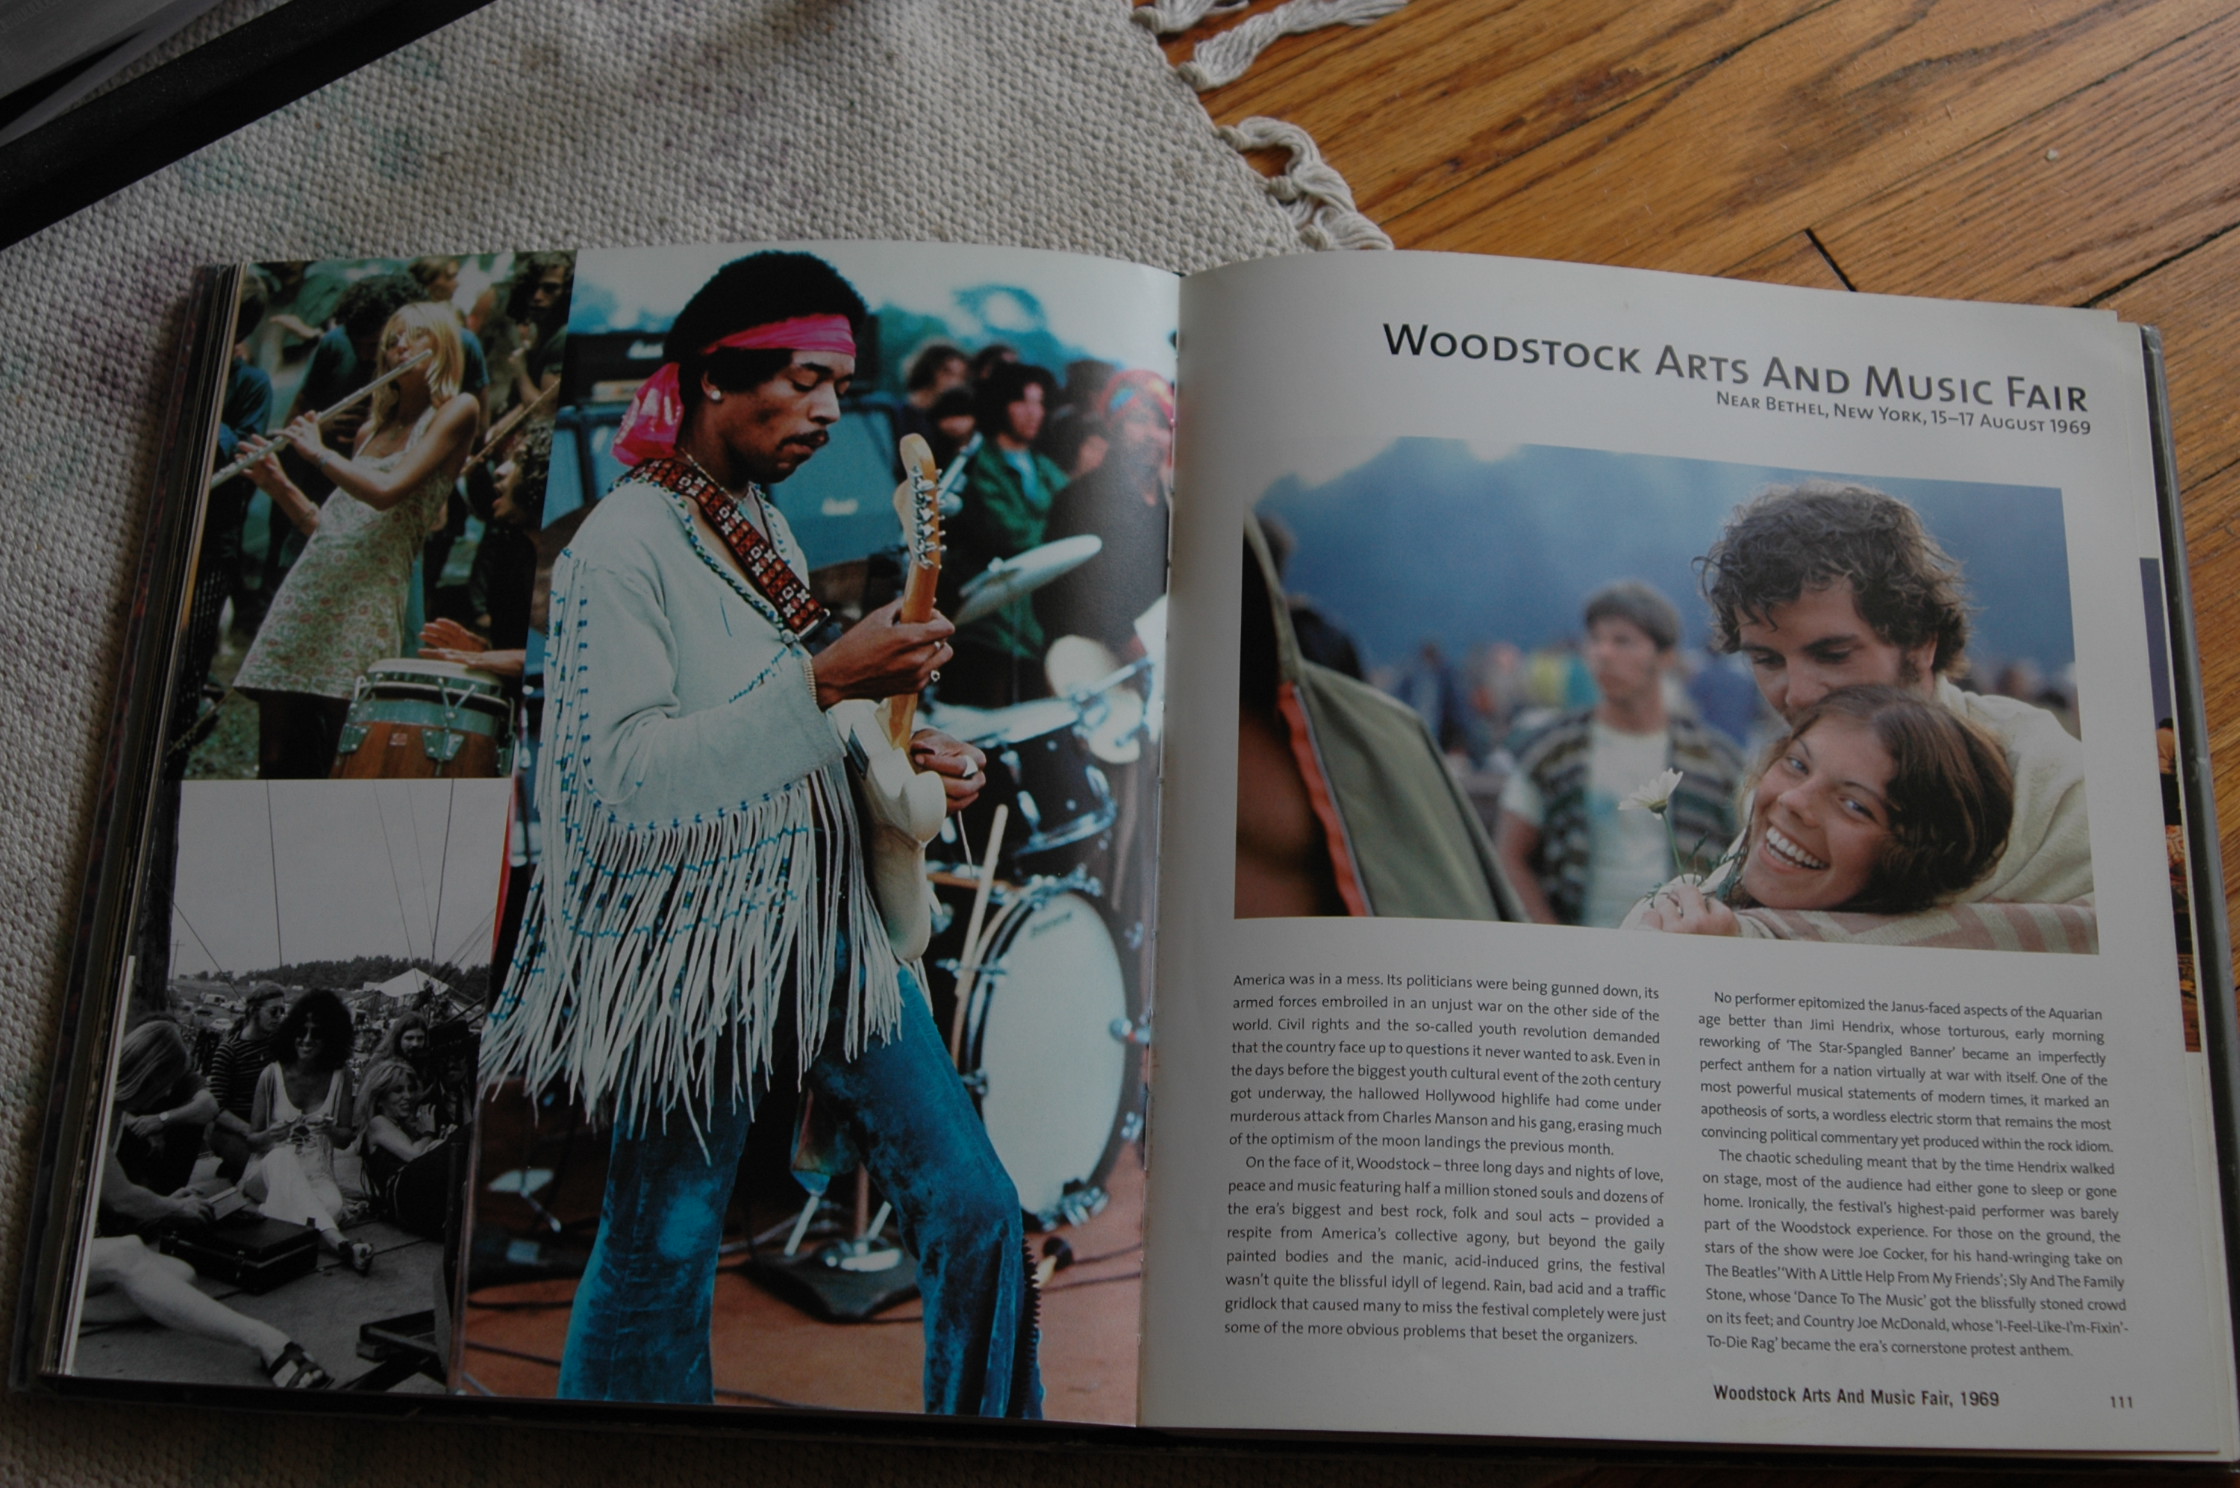 WOODSTOCK ARTS AND MUSIC FAIR
NEAR BETHEL, NEW YORK, 15–17 AUGUST 1969
America was in a mess. Its politicians were being gunned down, its
armed forces embroiled in an unjust war on the other side of the
world. Civil rights and the so-called youth revolution demanded
that the country face up to questions it never wanted to ask. Even in
the days before the biggest youth cultural event of the 20th century
got underway, the hallowed Hollywood highlife had come under
murderous attack from Charles Manson and his gang, erasing much
of the optimism of the moon landings the previous month.
On the face of it, Woodstock – three long days and nights of love,
peace and music featuring half a million stoned souls and dozens of
the era's biggest and best rock, folk and soul acts – provided a
respite from America's collective agony, but beyond the gaily
painted bodies and the manic, acid-induced grins, the festival
wasn't quite the blissful idyll of legend. Rain, bad acid and a traffic
gridlock that caused many to miss the festival completely were just
some of the more obvious problems that beset the organizers.
No performer epitomized the Janus-faced aspects of the Aquarian
age better than Jimi Hendrix, whose torturous, early morning
reworking of 'The Star-Spangled Banner' became an imperfectly
perfect anthem for a nation virtually at war with itself. One of the
most powerful musical statements of modern times, it marked an
apotheosis of sorts, a wordless electric storm that remains the most
convincing political commentary yet produced within the rock idiom.
The chaotic scheduling meant that by the time Hendrix walked
on stage, most of the audience had either gone to sleep or gone
home. Ironically, the festival's highest-paid performer was barely
part of the Woodstock experience. For those on the ground, the
stars of the show were Joe Cocker, for his hand-wringing take on
The Beatles' 'With A Little Help From My Friends'; Sly And The Family
Stone, whose 'Dance To The Music' got the blissfully stoned crowd
on its feet; and Country Joe McDonald, whose 'I-Feel-Like-I'm-Fixin'-
To-Die Rag' became the era's cornerstone protest anthem.
Woodstock Arts And Music Fair, 1969 111